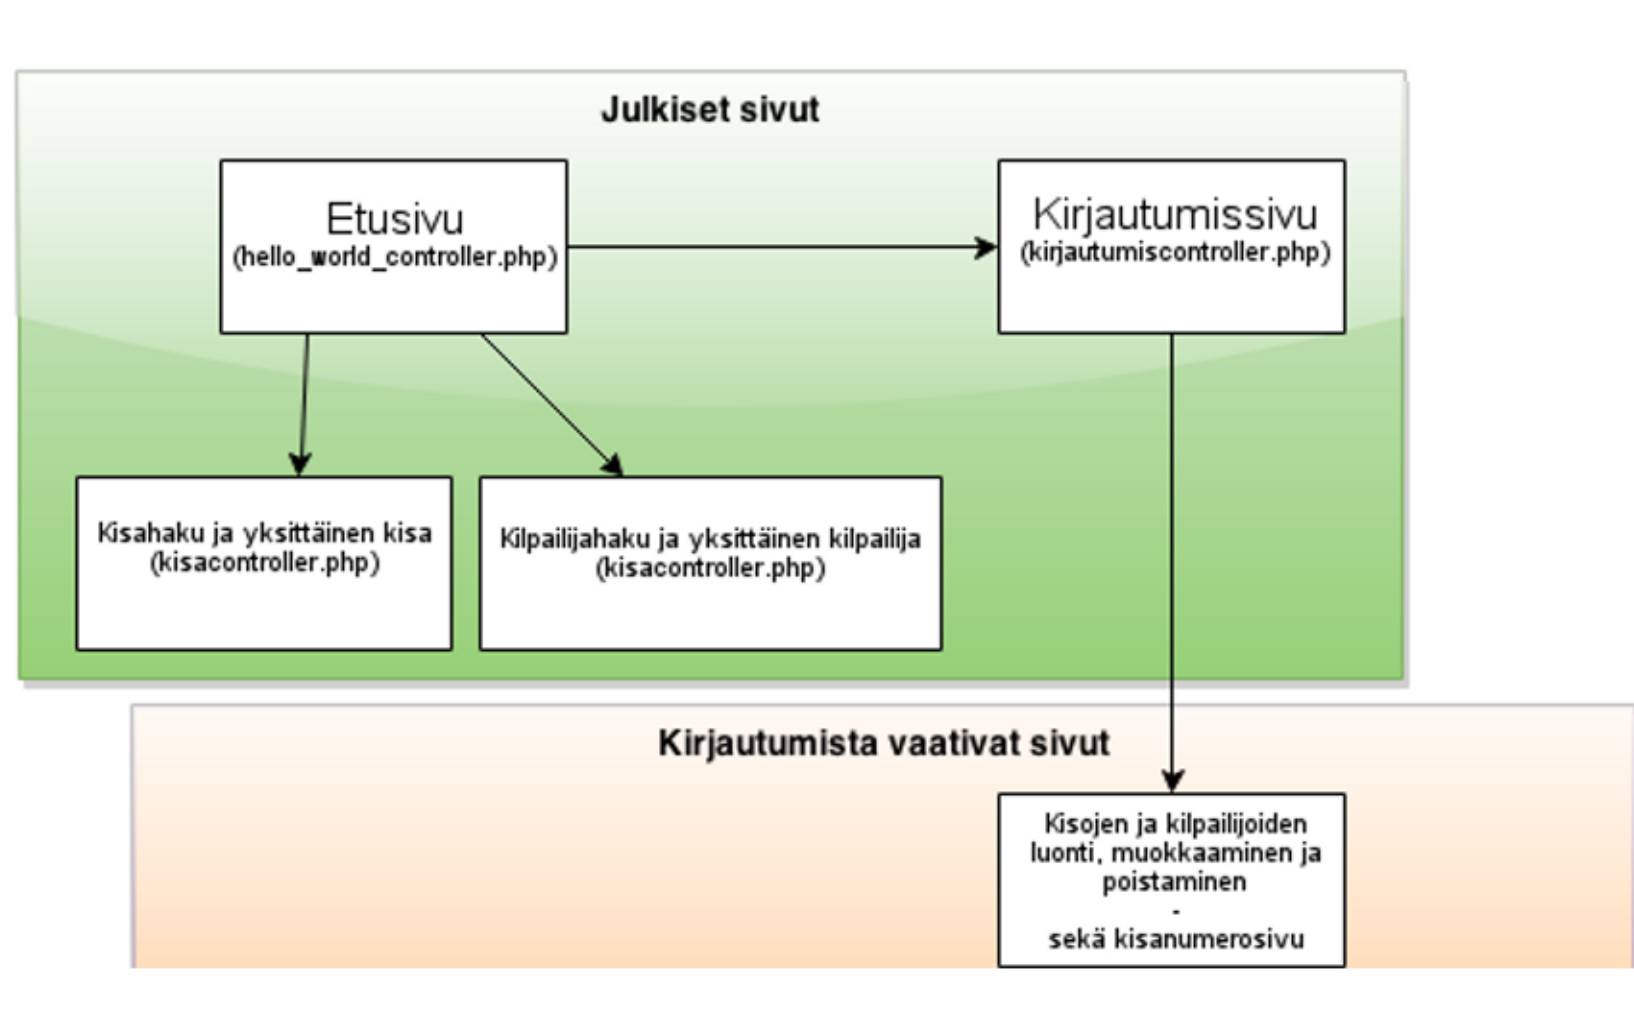 Julkiset sivut
Etusivu
(hello_world_controller.php)
Kirjautumissivu
(kirjautumiscontroller.php)
Kisahaku ja yksittäinen kisa
(kisacontroller.php)
Kilpailijahaku ja yksittäinen kilpailija
(kisacontroller.php)
Kirjautumista vaativat sivut
Kisojen ja kilpailijoiden
luonti, muokkaaminen ja
poistaminen
-
sekä kisanumerosivu